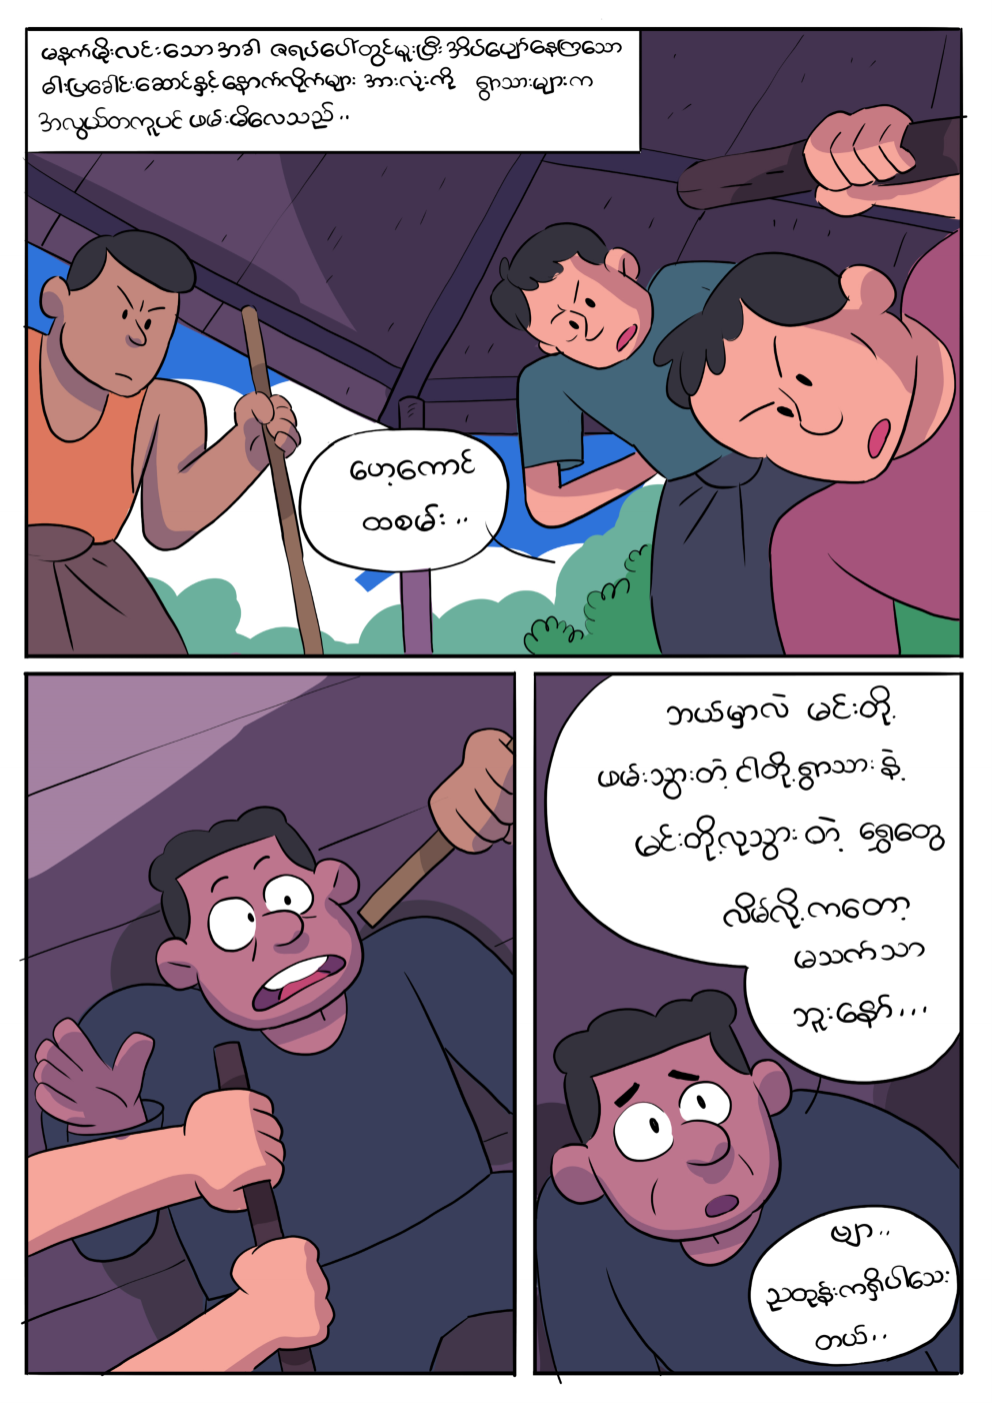 မနက်မိုးလင်းသောအခါ ဇရပ်ပေါ်တွင်မူးပြီးအိပ်ပျော်နေကြသော
ဓါးပြခေါင်းဆောင်နှင့်နောက်လိုက်များ အားလုံးကို ရွာသားများက
အလွယ်တကူပင် ဖမ်းမိလေသည်..
ဟေ့ကောင်
ထစမ်း..
ဘယ်မှာလဲ မင်းတို့
ဖမ်းသွားတဲ့ ငါတို့ရွာသားနဲ့
မင်းတို့လုသွားတဲ့ ရွှေတွေ
လိမ်လို့ကတော့
မသက်သာ
ဘူးနော်...
ဗျာ..
ညတုန်းကရှိပါသေး
တယ်..